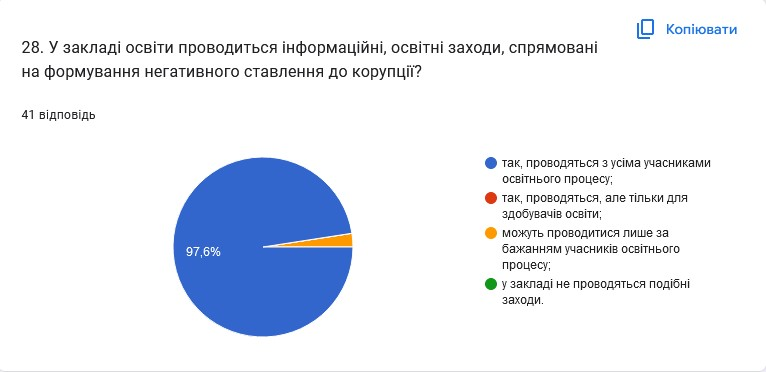 Копіювати
28. У закладі освіти проводиться інформаційні, освітні заходи, спрямовані
на формування негативного ставлення до корупції?
41 відповідь
97,6%
так, проводяться з усіма учасниками
освітнього процесу;
так, проводяться, але тільки для
здобувачів освіти;
можуть проводитися лише за
бажанням учасників освітнього
процесу;
у закладі не проводяться подібні
заходи.